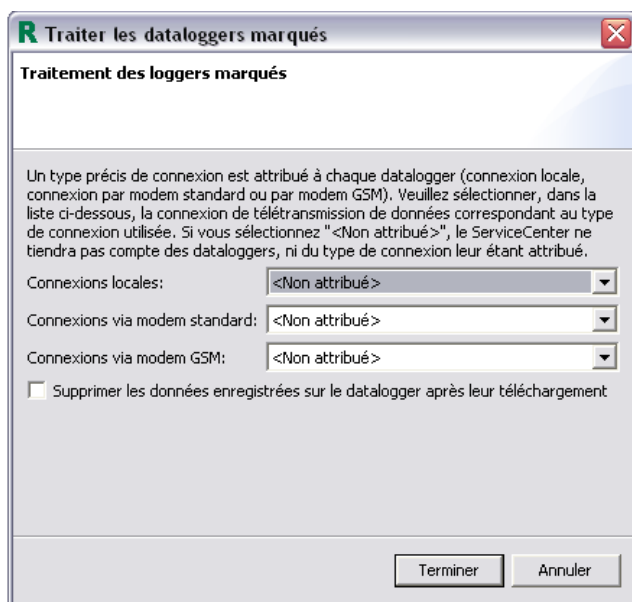 R Traiter les dataloggers marqués
Traitement des loggers marqués
Un type précis de connexion est attribué à chaque datalogger (connexion locale,
connexion par modem standard ou par modem GSM). Veuillez sélectionner, dans la
liste ci-dessous, la connexion de télétransmission de données correspondant au type
de connexion utilisée. Si vous sélectionnez "<Non attribué>", le ServiceCenter ne
tiendra pas compte des dataloggers, ni du type de connexion leur étant attribué.
Connexions locales: <Non attribué>
Connexions via modem standard: <Non attribué>
Connexions via modem GSM: <Non attribué>
Supprimer les données enregistrées sur le datalogger après leur téléchargement
Terminer Annuler